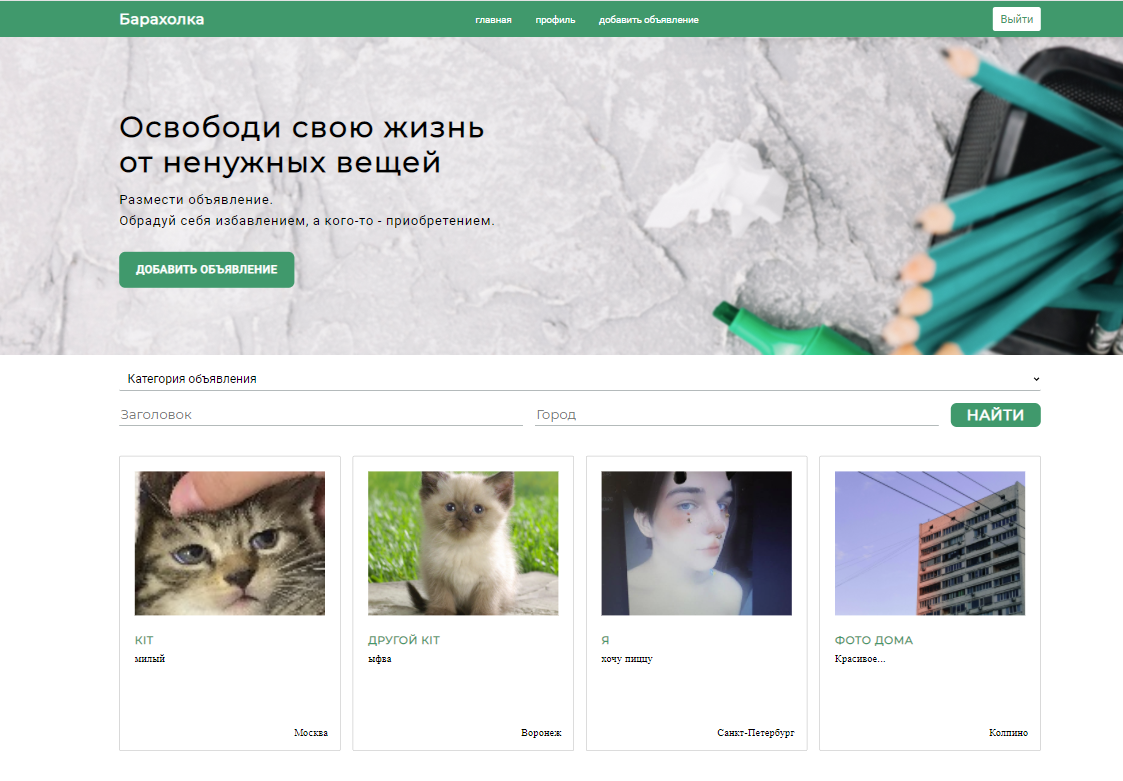 Барахолка
главная профиль добавить объявление
Выйти
Освободи свою жизнь
от ненужных вещей
Размести объявление.
Обрадуй себя избавлением, а кого-то - приобретением.
ДОБАВИТЬ ОБЪЯВЛЕНИЕ
Категория объявления
Заголовок
Город
НАЙТИ
КІТ
милый
Москва
ДРУГОЙ КІТ
ыфва
Воронеж
Я
хочу пиццу
Санкт-Петербург
ФОТО ДОМА
Красивое...
Колпино